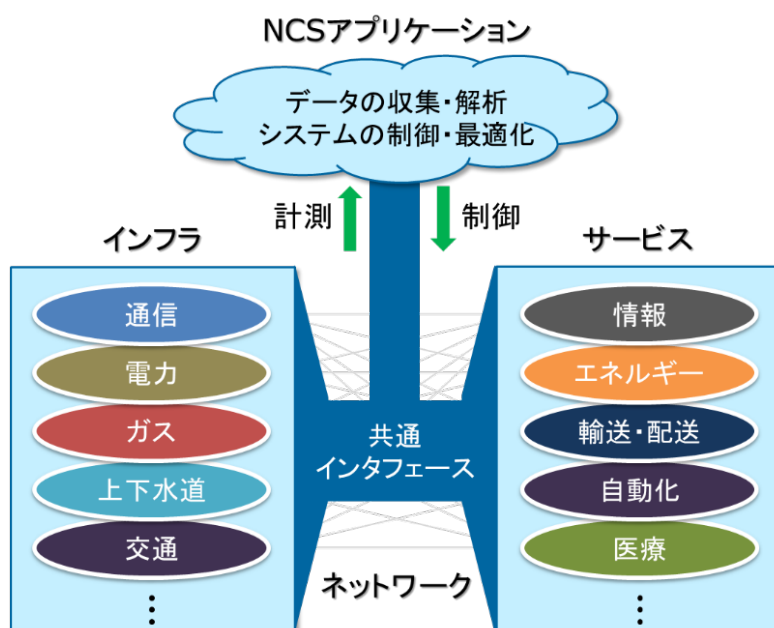 NCSアプリケーション
データの収集・解析
システムの制御・最適化
計測
制御
インフラ
通信
電力
ガス
上下水道
交通
⋮
共通
インタフェース
ネットワーク
サービス
情報
エネルギー
輸送・配送
自動化
医療
⋮